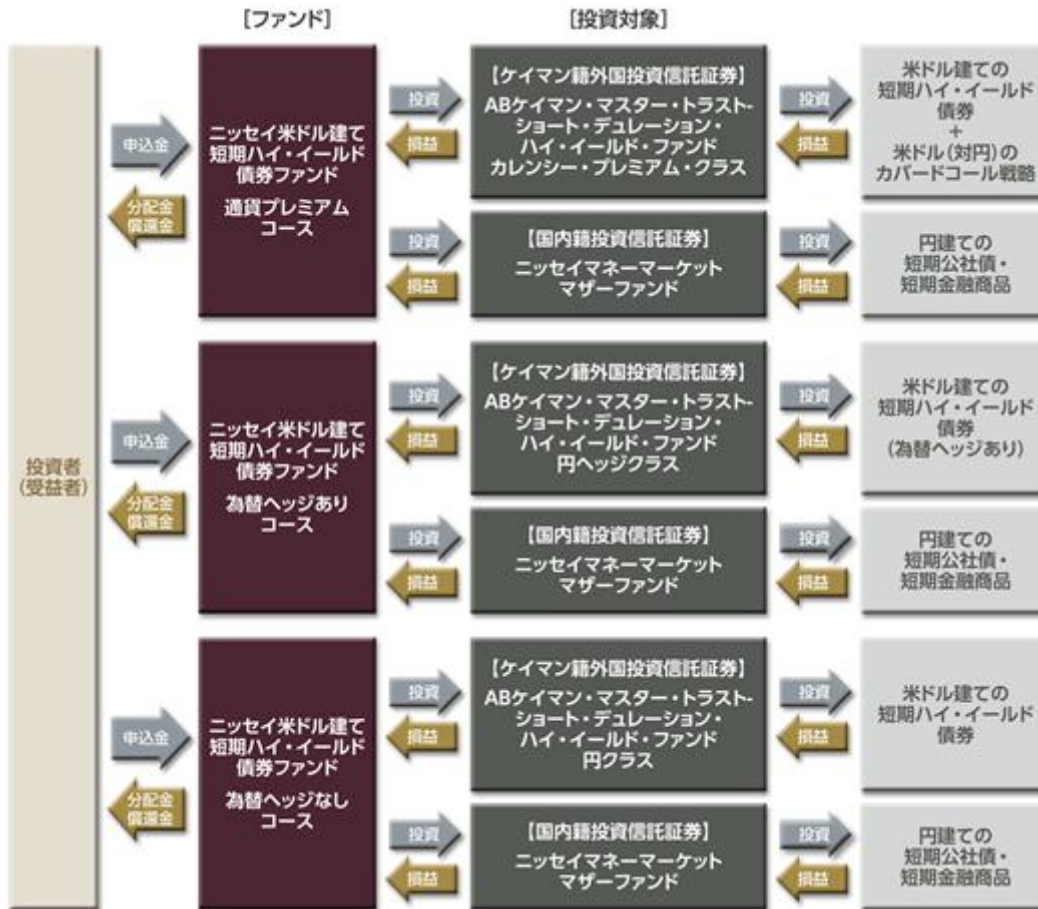 [ファンド]
[投資対象]
投資者
(受益者)
申込金
分配金
償還金
ニッセイ米ドル建て
短期ハイ・イールド
債券ファンド
通貨プレミアム
コース
投資
損益
【ケイマン籍外国投資信託証券】
ABケイマン・マスター・トラスト-
ショート・デュレーション・
ハイ・イールド・ファンド
カレンシー・プレミアム・クラス
投資
損益
米ドル建ての
短期ハイ・イールド
債券
+
米ドル(対円)の
カバードコール戦略
投資
損益
【国内籍投資信託証券】
ニッセイマネーマーケット
マザーファンド
投資
損益
円建ての
短期公社債・
短期金融商品
申込金
分配金
償還金
ニッセイ米ドル建て
短期ハイ・イールド
債券ファンド
為替ヘッジあり
コース
投資
損益
【ケイマン籍外国投資信託証券】
ABケイマン・マスター・トラスト-
ショート・デュレーション・
ハイ・イールド・ファンド
円ヘッジクラス
投資
損益
米ドル建ての
短期ハイ・イールド
債券
(為替ヘッジあり)
投資
損益
【国内籍投資信託証券】
ニッセイマネーマーケット
マザーファンド
投資
損益
円建ての
短期公社債・
短期金融商品
申込金
分配金
償還金
ニッセイ米ドル建て
短期ハイ・イールド
債券ファンド
為替ヘッジなし
コース
投資
損益
【ケイマン籍外国投資信託証券】
ABケイマン・マスター・トラスト-
ショート・デュレーション・
ハイ・イールド・ファンド
円クラス
投資
損益
米ドル建ての
短期ハイ・イールド
債券
投資
損益
【国内籍投資信託証券】
ニッセイマネーマーケット
マザーファンド
投資
損益
円建ての
短期公社債・
短期金融商品